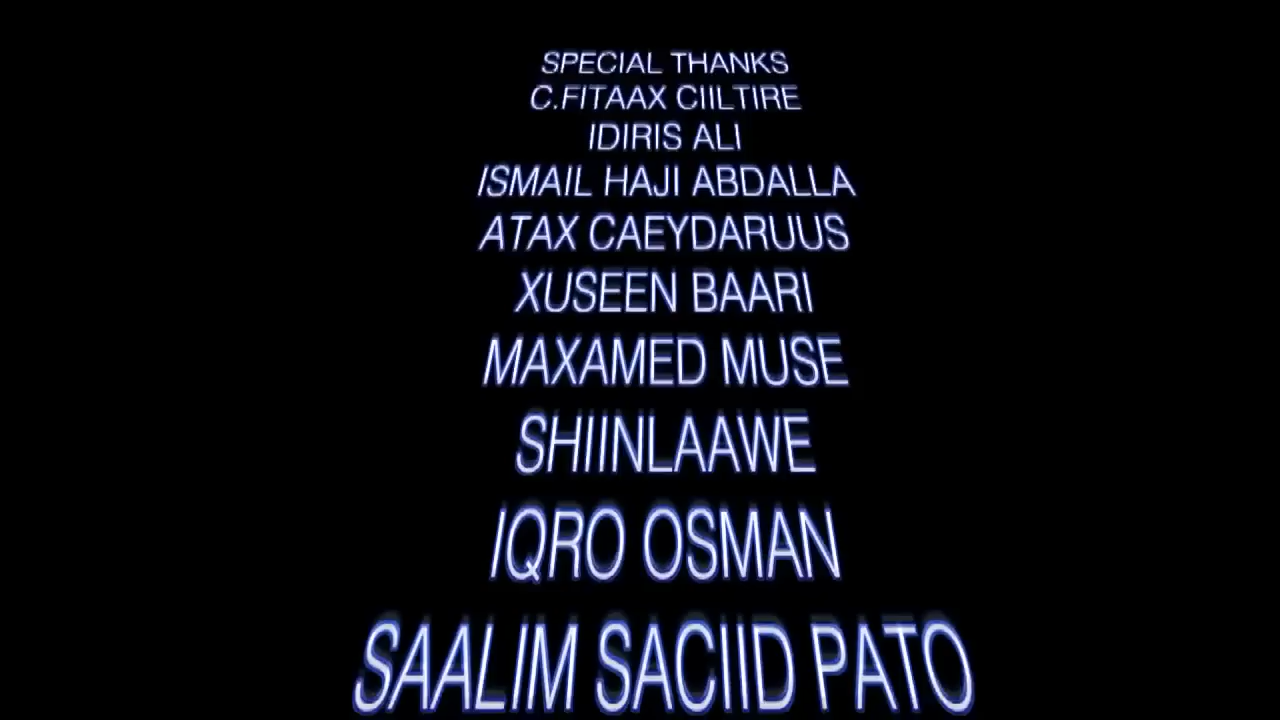 SPECIAL THANKS
C.FITAAX CIILTIRE
IDIRIS ALI
ISMAIL HAJI ABDALLA
ATAX CAEYDARUUS
XUSEEN BAARI
MAXAMED MUSE
SHIINLAAWE
IQRO OSMAN
SAALIM SACIID PATO